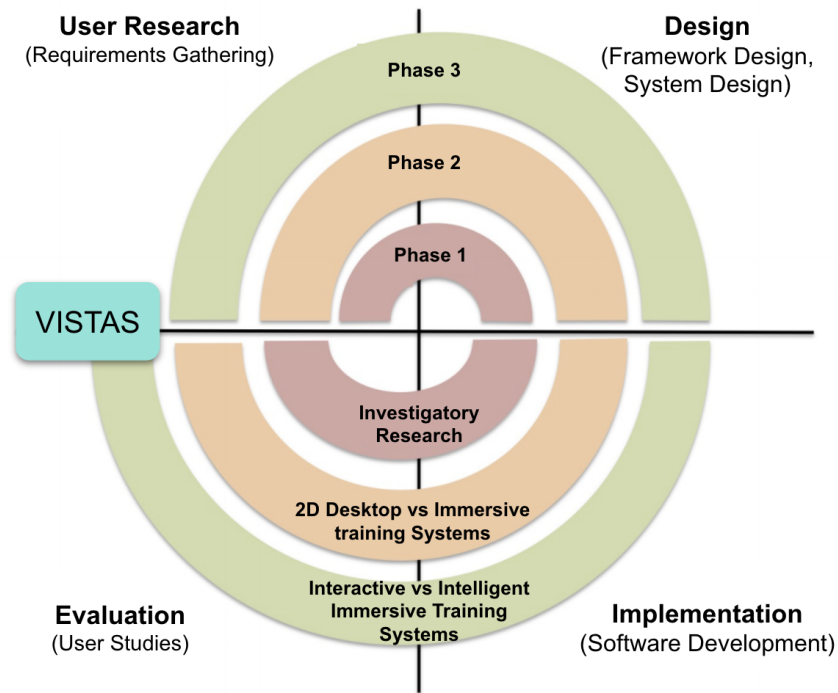 User Research
(Requirements Gathering)
Design
(Framework Design,
System Design)
Phase 3
Phase 2
Phase 1
VISTAS
Investigatory
Research
2D Desktop vs Immersive
training Systems
Interactive vs Intelligent
Immersive Training
Systems
Evaluation
(User Studies)
Implementation
(Software Development)